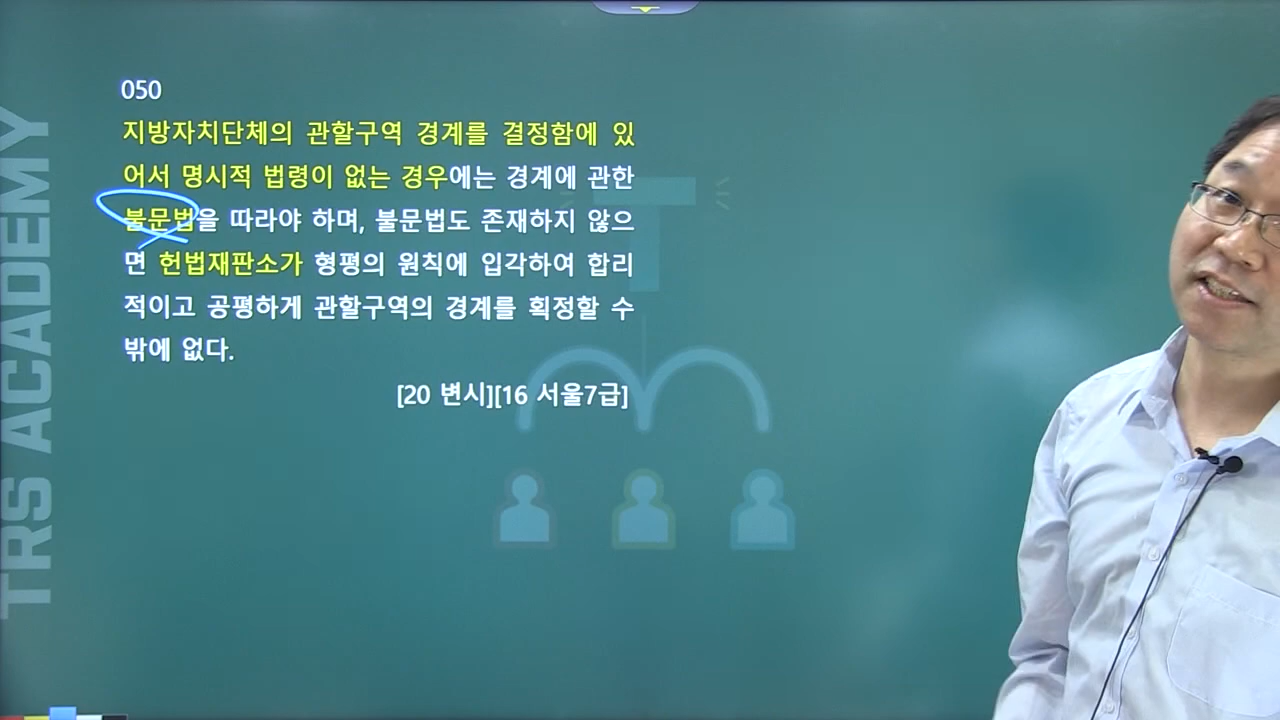 050
지방자치단체의 관할구역 경계를 결정함에 있
어서 명시적 법령이 없는 경우에는 경계에 관한
불문법을 따라야 하며, 불문법도 존재하지 않으
면 헌법재판소가 형평의 원칙에 입각하여 합리
적이고 공평하게 관할구역의 경계를 획정할 수
밖에 없다.
[20 변시][16 서울7급]
TRS ACADEMY